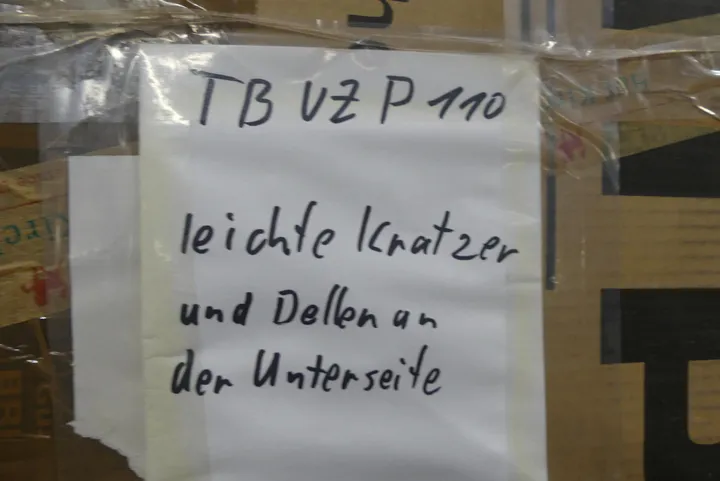 TB VZ P 110
leichte Kratzer
und Dellen an
der Unterseite